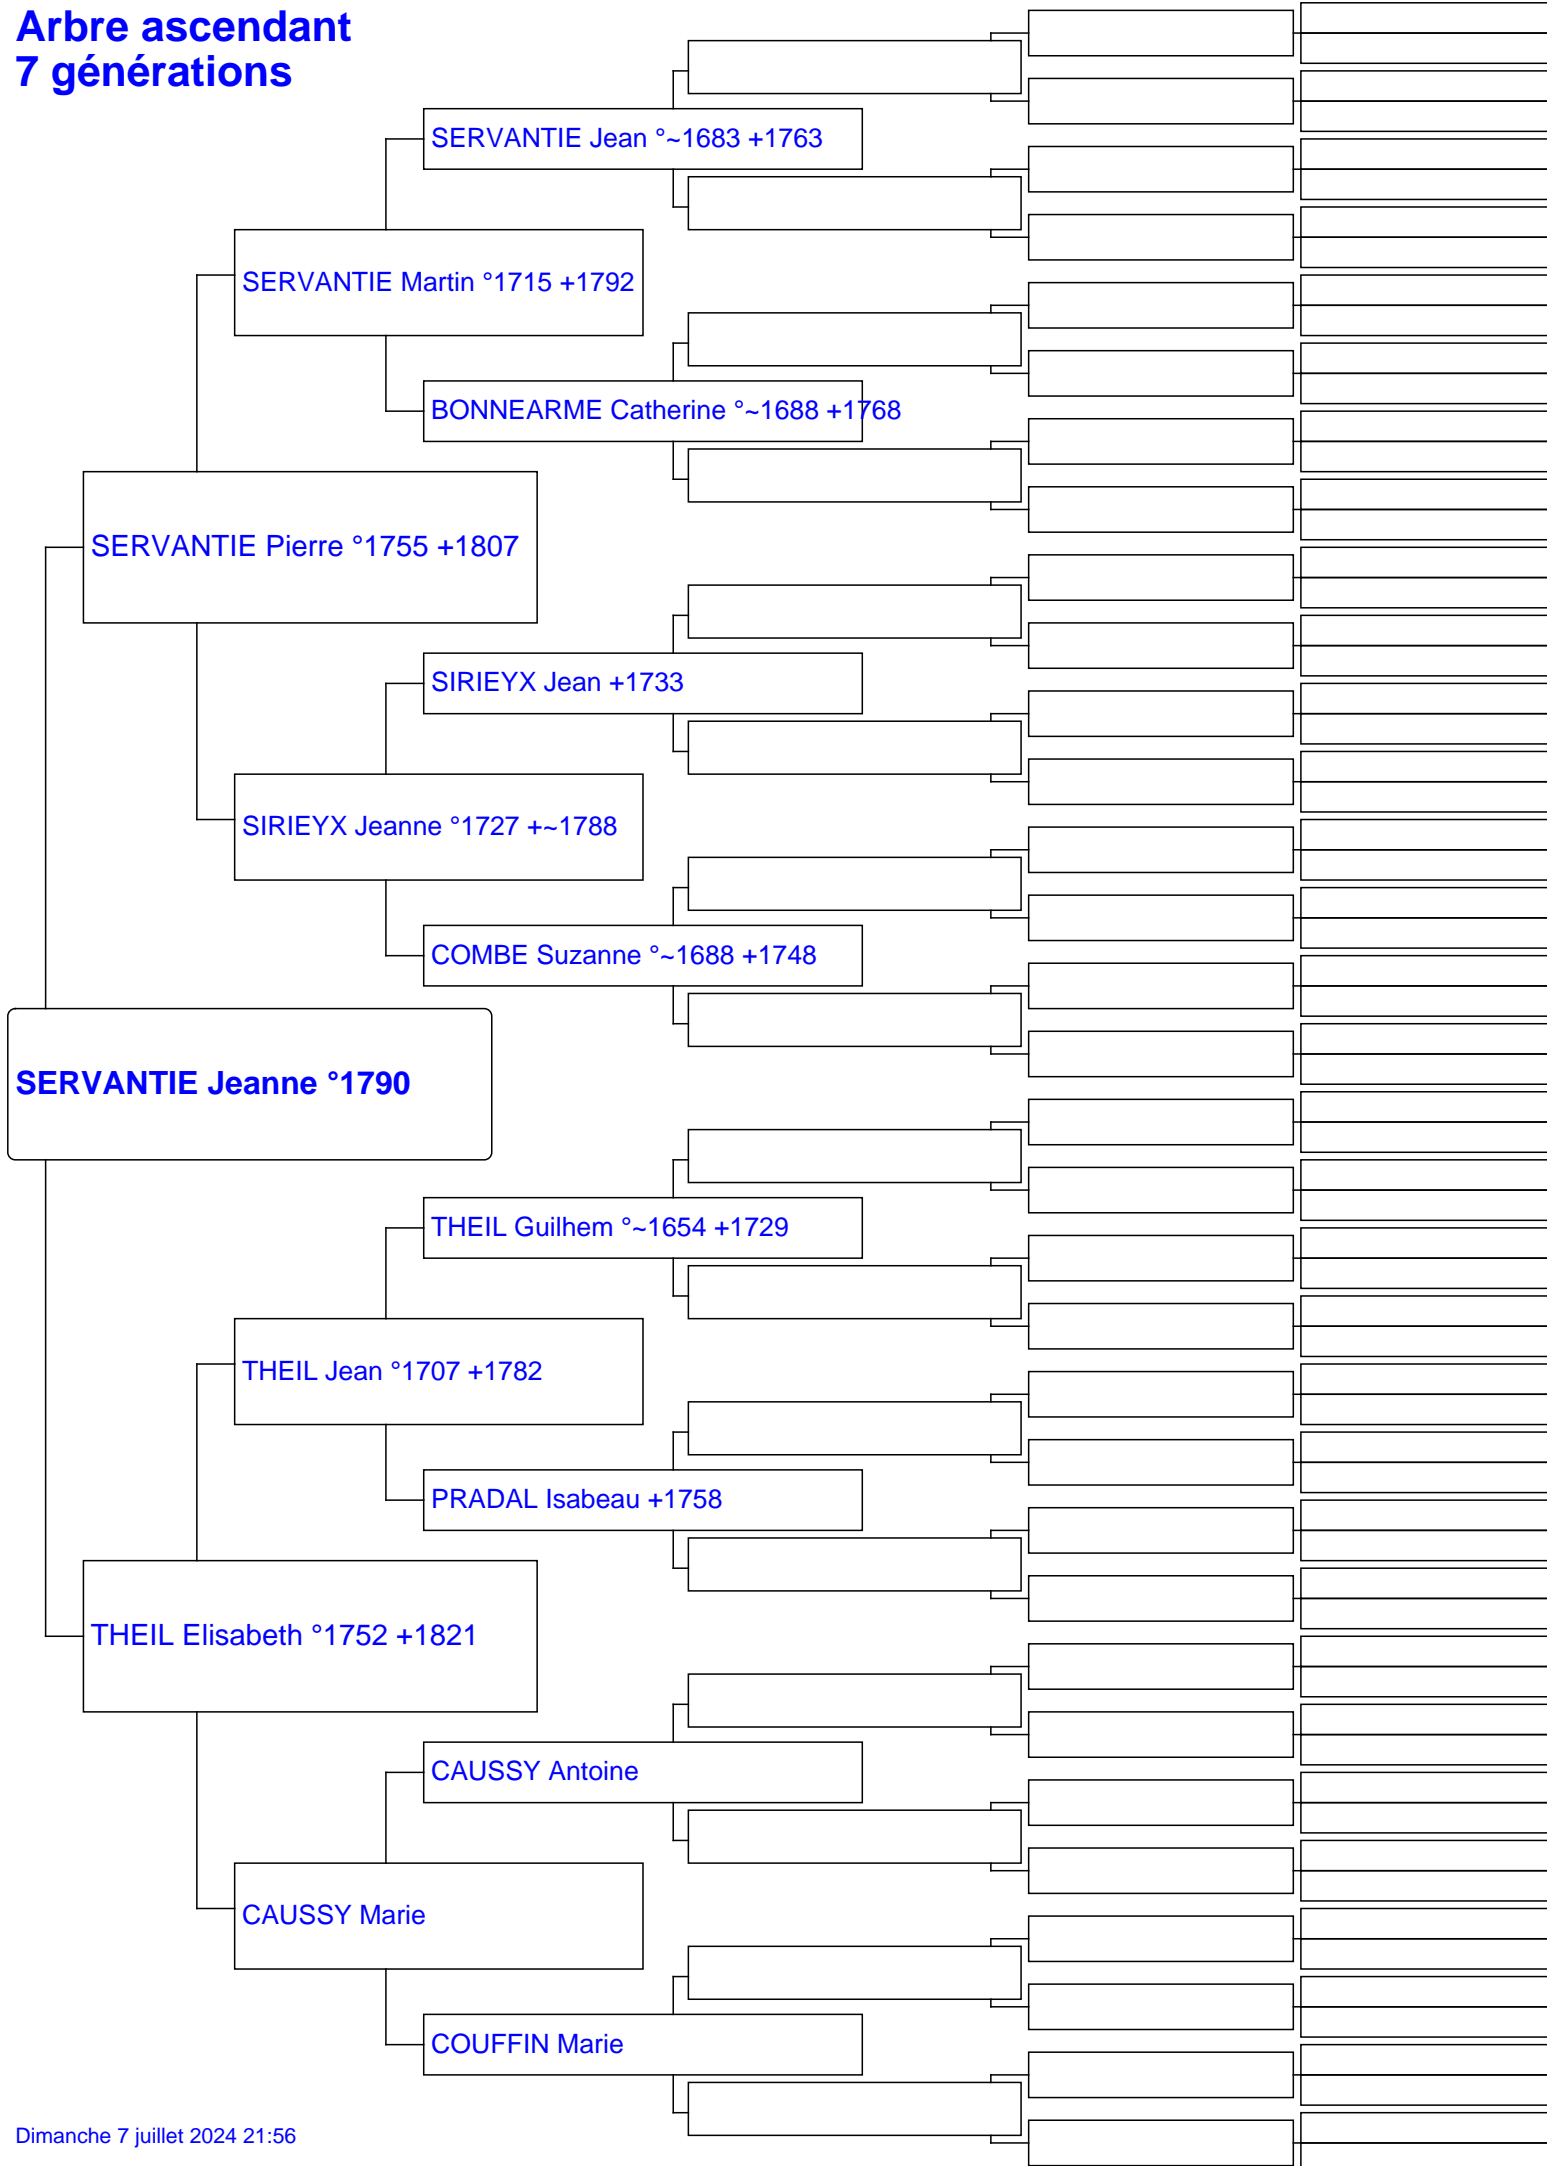 Arbre ascendant
7 générations
SERVANTIE Jean °~1683 +1763
SERVANTIE Martin °1715 +1792
BONNEARME Catherine °~1688 +1768
SERVANTIE Pierre °1755 +1807
SIRIEYX Jean +1733
SIRIEYX Jeanne °1727 +~1788
COMBE Suzanne °~1688 +1748
SERVANTIE Jeanne °1790
THEIL Guilhem °~1654 +1729
THEIL Jean °1707 +1782
PRADAL Isabeau +1758
THEIL Elisabeth °1752 +1821
CAUSSY Antoine
CAUSSY Marie
COUFFIN Marie
Dimanche 7 juillet 2024 21:56